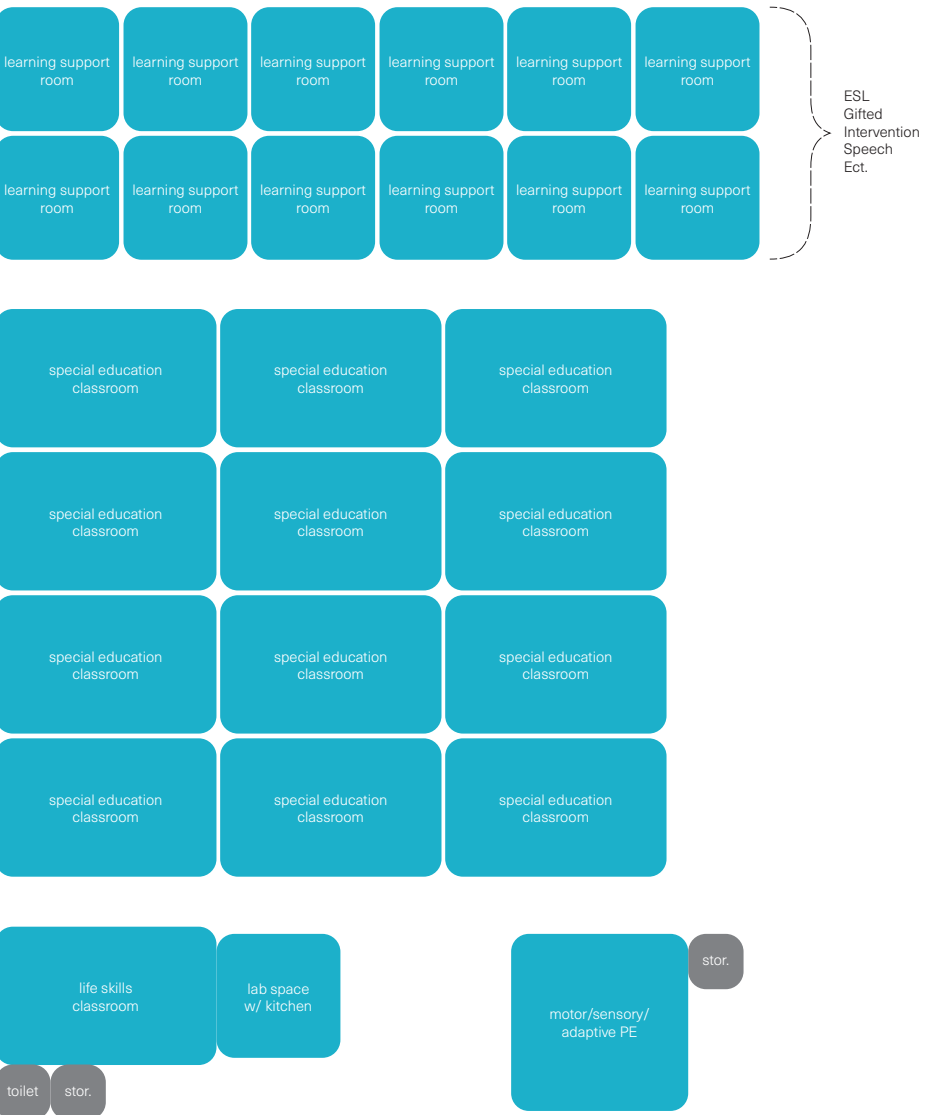 learning support
room
learning support
room
learning support
room
learning support
room
learning support
room
learning support
room
learning support
room
learning support
room
learning support
room
learning support
room
learning support
room
learning support
room
ESL
Gifted
Intervention
Speech
Ect.
special education
classroom
special education
classroom
special education
classroom
special education
classroom
special education
classroom
special education
classroom
special education
classroom
special education
classroom
special education
classroom
special education
classroom
special education
classroom
special education
classroom
life skills
classroom
lab space
w/ kitchen
toilet
stor.
motor/sensory/
adaptive PE
stor.